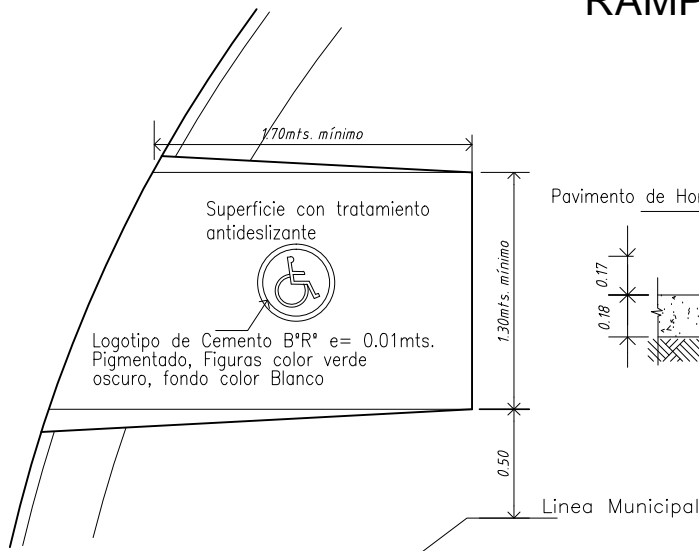 RAMP
1.70mts. mínimo
Superficie con tratamiento
antideslizante
Pavimento de Hor
0.17
0.18
1.30mts. mínimo
Logotipo de Cemento BºRº e= 0.01mts.
Pigmentado, Figuras color verde
oscuro, fondo color Blanco
0.50
Linea Municipal